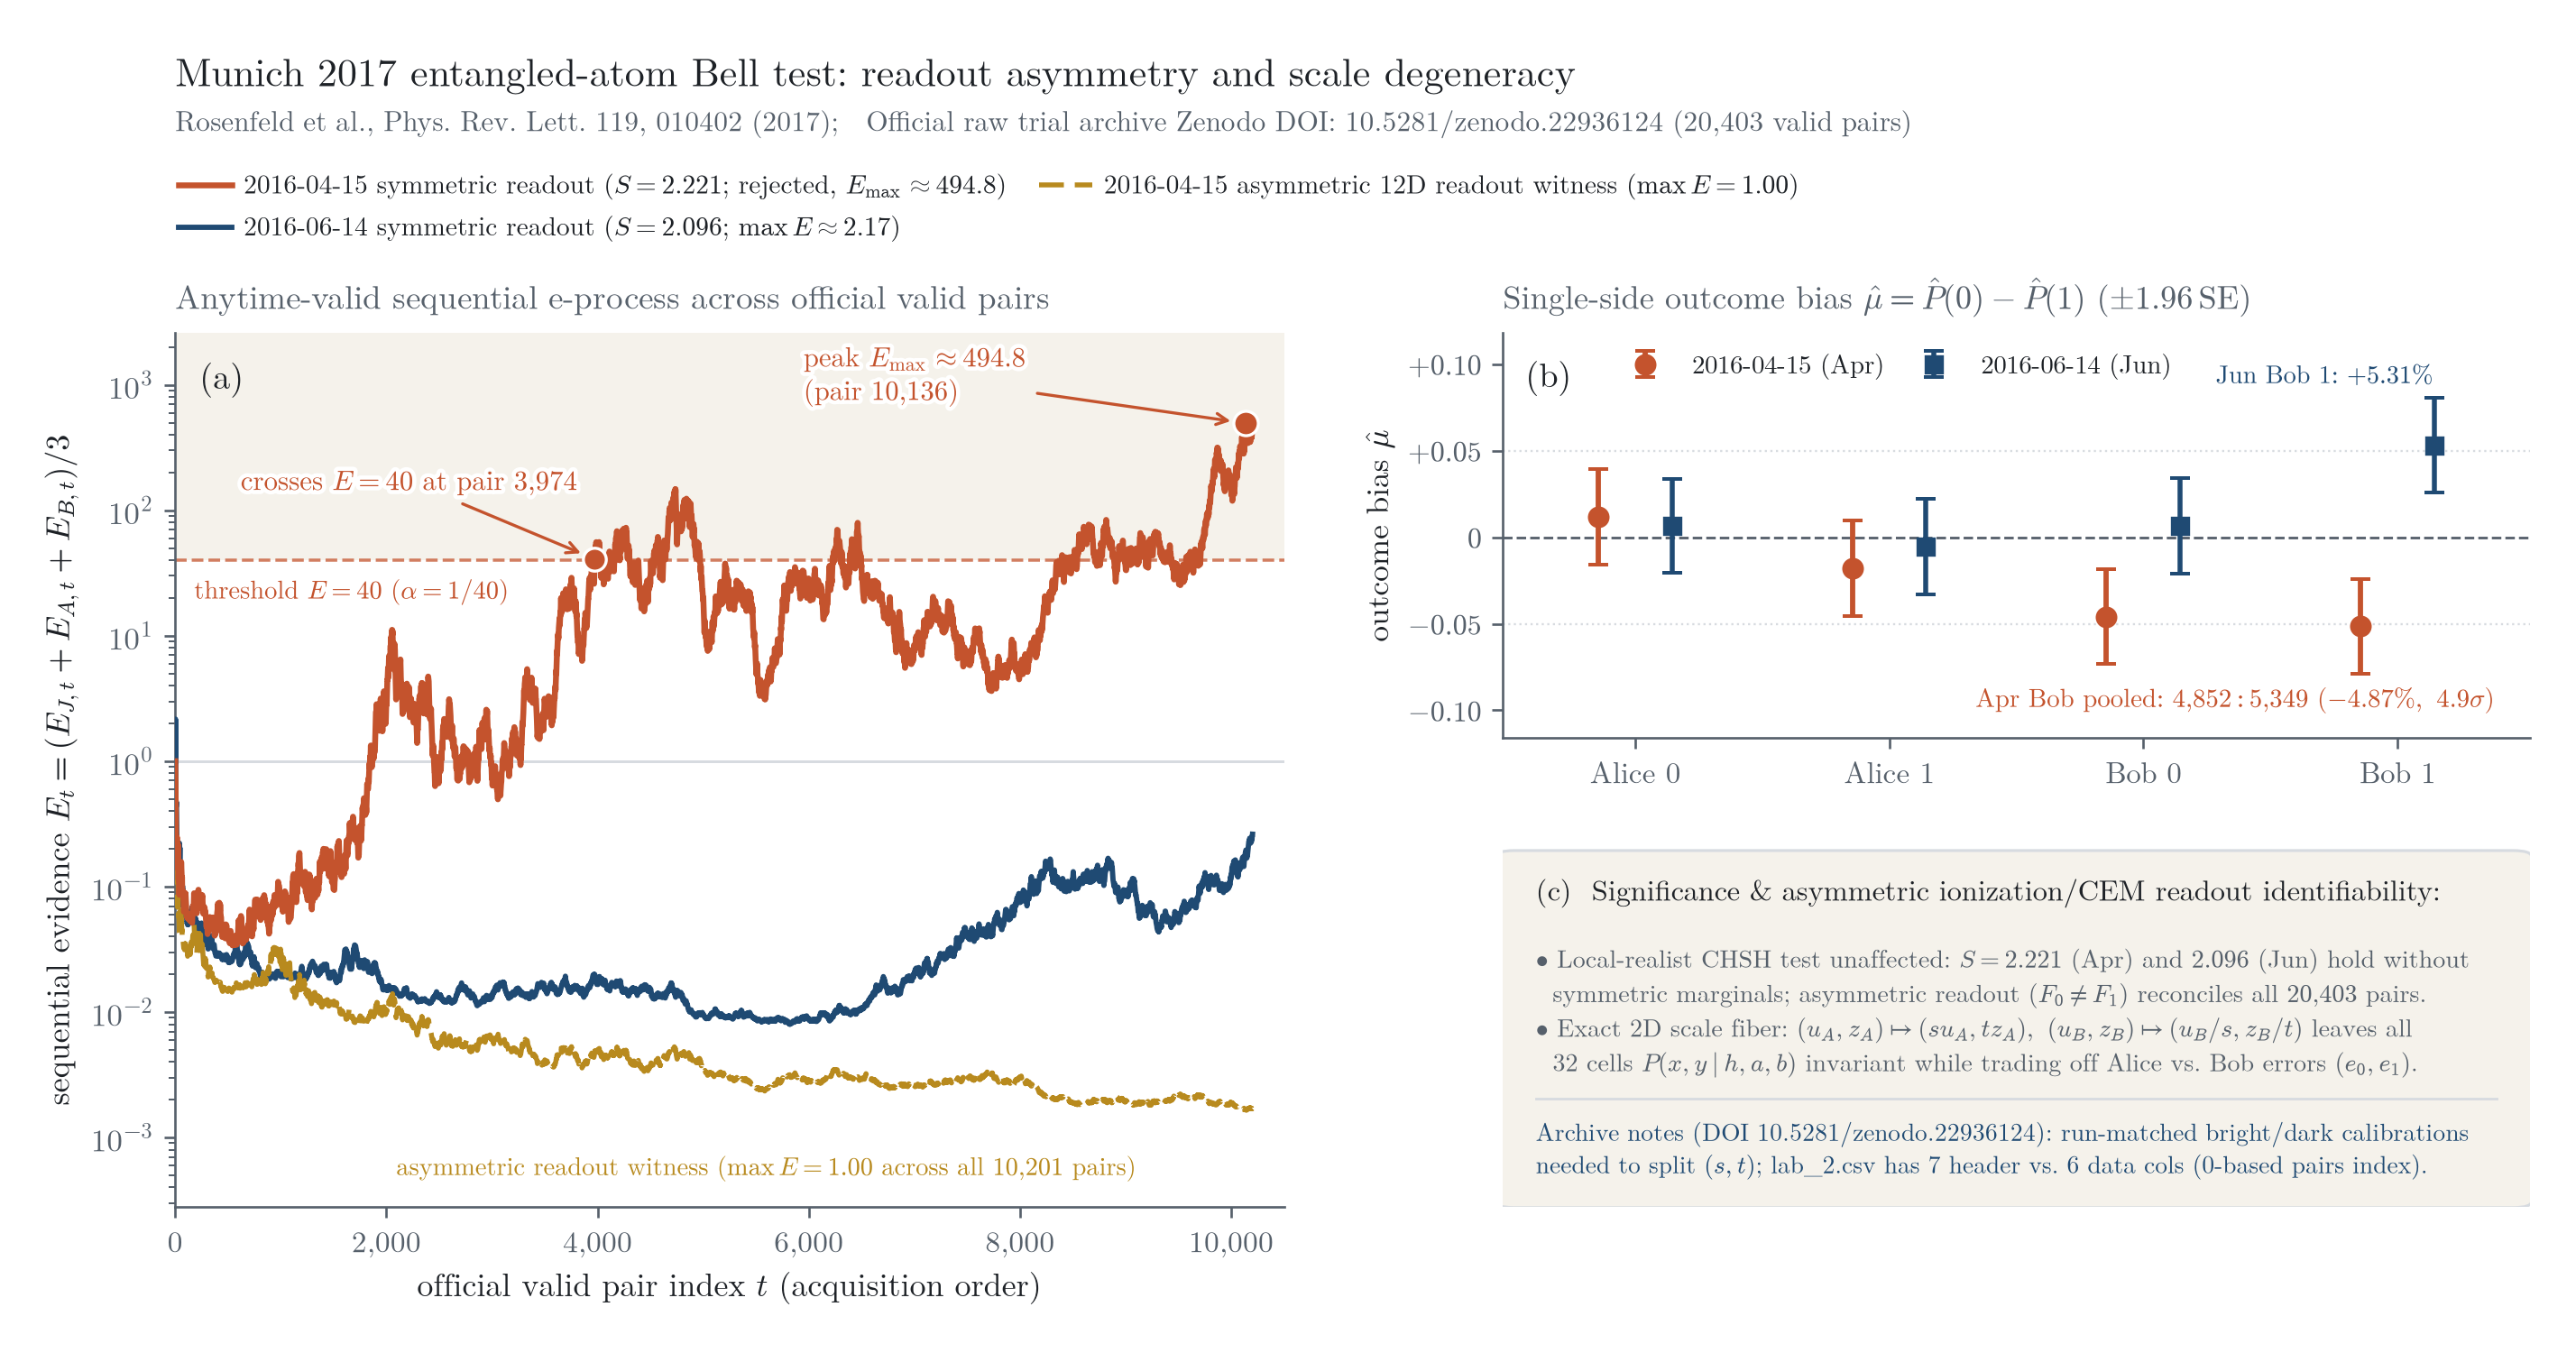 Munich 2017 entangled-atom Bell test: readout asymmetry and scale degeneracy
Rosenfeld et al., Phys. Rev. Lett. 119, 010402 (2017); Official raw trial archive Zenodo DOI: 10.5281/zenodo.22936124 (20,403 valid pairs)
2016-04-15 symmetric readout (S = 2.221; rejected, E_max ≈ 494.8)
2016-04-15 asymmetric 12D readout witness (max E = 1.00)
2016-06-14 symmetric readout (S = 2.096; max E ≈ 2.17)
Anytime-valid sequential e-process across official valid pairs
(a)
peak E_max ≈ 494.8
(pair 10,136)
crosses E = 40 at pair 3,974
threshold E = 40 (α = 1/40)
asymmetric readout witness (max E = 1.00 across all 10,201 pairs)
sequential evidence E_t = (E_{J,t} + E_{A,t} + E_{B,t})/3
10³
10²
10¹
10⁰
10⁻¹
10⁻²
10⁻³
0
2,000
4,000
6,000
8,000
10,000
official valid pair index t (acquisition order)
Single-side outcome bias μ̂ = P̂(0) − P̂(1) (±1.96 SE)
(b)
2016-04-15 (Apr)
2016-06-14 (Jun)
Jun Bob 1: +5.31%
Apr Bob pooled: 4,852 : 5,349 (−4.87%, 4.9σ)
outcome bias μ̂
+0.10
+0.05
0
−0.05
−0.10
Alice 0
Alice 1
Bob 0
Bob 1
(c) Significance & asymmetric ionization/CEM readout identifiability:
• Local-realist CHSH test unaffected: S = 2.221 (Apr) and 2.096 (Jun) hold without
symmetric marginals; asymmetric readout (F₀ ≠ F₁) reconciles all 20,403 pairs.
• Exact 2D scale fiber: (u_A, z_A) ↦ (su_A, tz_A), (u_B, z_B) ↦ (u_B/s, z_B/t) leaves all
32 cells P(x, y | h, a, b) invariant while trading off Alice vs. Bob errors (e₀, e₁).
Archive notes (DOI 10.5281/zenodo.22936124): run-matched bright/dark calibrations
needed to split (s, t); lab_2.csv has 7 header vs. 6 data cols (0-based pairs index).